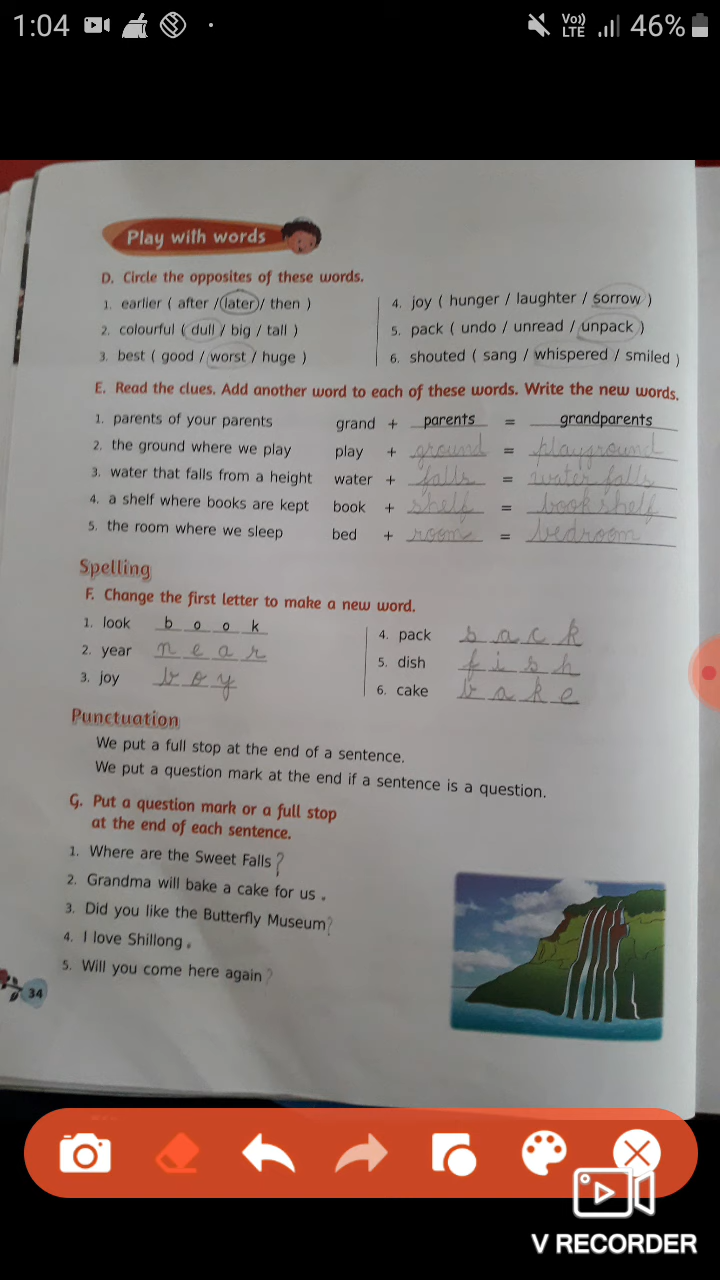 1:04
Vo)) LTE 46%
Play with words
D. Circle the opposites of these words.
1. earlier ( after / later / then )
2. colourful ( dull / big / tall )
3. best ( good / worst / huge )
4. joy ( hunger / laughter / sorrow )
5. pack ( undo / unread / unpack )
6. shouted ( sang / whispered / smiled )
E. Read the clues. Add another word to each of these words. Write the new words.
1. parents of your parents grand + parents = grandparents
2. the ground where we play play + ground = playground
3. water that falls from a height water + falls = water falls
4. a shelf where books are kept book + shelf = book shelf
5. the room where we sleep bed + room = bedroom
Spelling
F. Change the first letter to make a new word.
1. look b o o k
2. year n e a r
3. joy b o y
4. pack s a c k
5. dish f i s h
6. cake b a k e
Punctuation
We put a full stop at the end of a sentence.
We put a question mark at the end if a sentence is a question.
G. Put a question mark or a full stop
at the end of each sentence.
1. Where are the Sweet Falls?
2. Grandma will bake a cake for us .
3. Did you like the Butterfly Museum?
4. I love Shillong .
5. Will you come here again?
34
V RECORDER